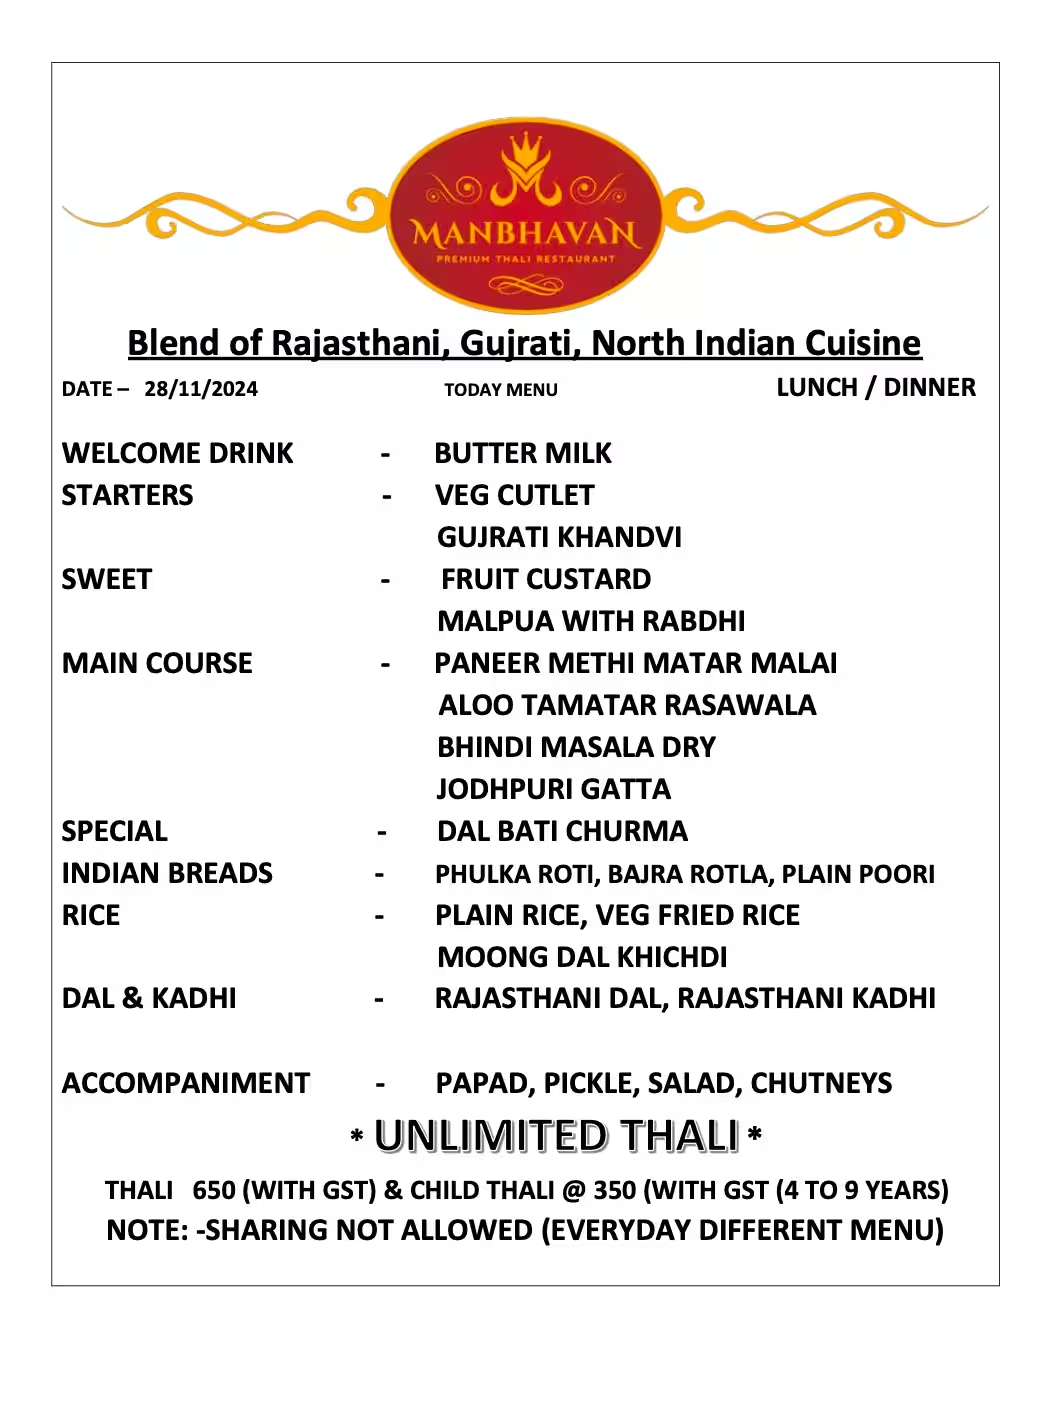 MANBHAVAN
PREMIUM THALI RESTAURANT
Blend of Rajasthani, Gujrati, North Indian Cuisine
DATE – 28/11/2024 TODAY MENU LUNCH / DINNER
WELCOME DRINK - BUTTER MILK
STARTERS - VEG CUTLET
GUJRATI KHANDVI
SWEET - FRUIT CUSTARD
MALPUA WITH RABDHI
MAIN COURSE - PANEER METHI MATAR MALAI
ALOO TAMATAR RASAWALA
BHINDI MASALA DRY
JODHPURI GATTA
SPECIAL - DAL BATI CHURMA
INDIAN BREADS - PHULKA ROTI, BAJRA ROTLA, PLAIN POORI
RICE - PLAIN RICE, VEG FRIED RICE
MOONG DAL KHICHDI
DAL & KADHI - RAJASTHANI DAL, RAJASTHANI KADHI
ACCOMPANIMENT - PAPAD, PICKLE, SALAD, CHUTNEYS
* UNLIMITED THALI *
THALI 650 (WITH GST) & CHILD THALI @ 350 (WITH GST (4 TO 9 YEARS)
NOTE: -SHARING NOT ALLOWED (EVERYDAY DIFFERENT MENU)